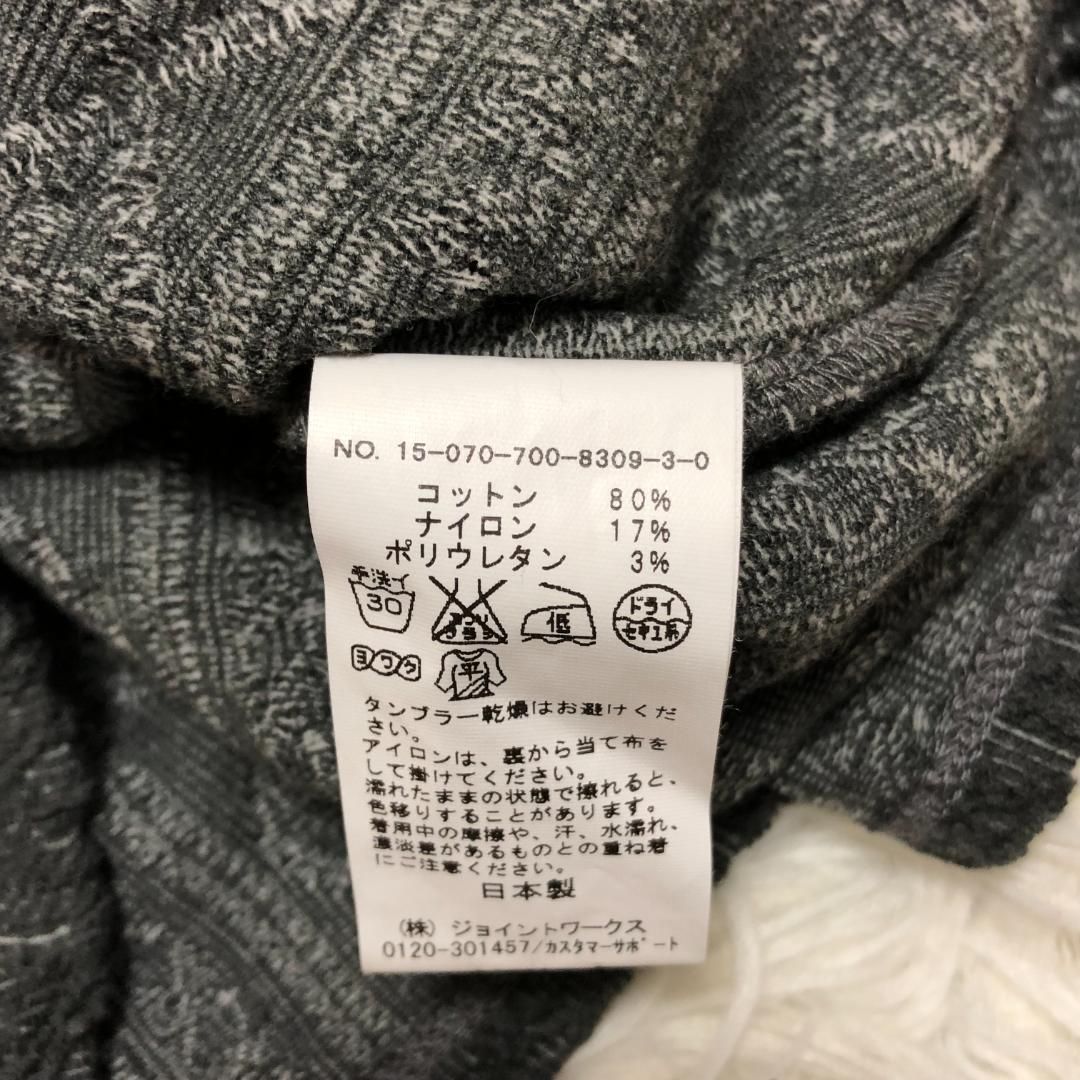 NO. 15-070-700-8309-3-0
コットン 80%
ナイロン 17%
ポリウレタン 3%
手洗イ
30
エンソ
サラシ
低
ドライ
セキユ系
ヨワク
平
タンブラー乾燥はお避けくだ
さい。
アイロンは、裏から当て布を
して掛けてください。
濡れたままの状態で擦れると、
色移りすることがあります。
着用中の摩擦や、汗、水濡れ、
濃淡差があるものとの重ね着
にご注意ください。
日本製
(株) ジョイントワークス
0120-301457/カスタマーサポート